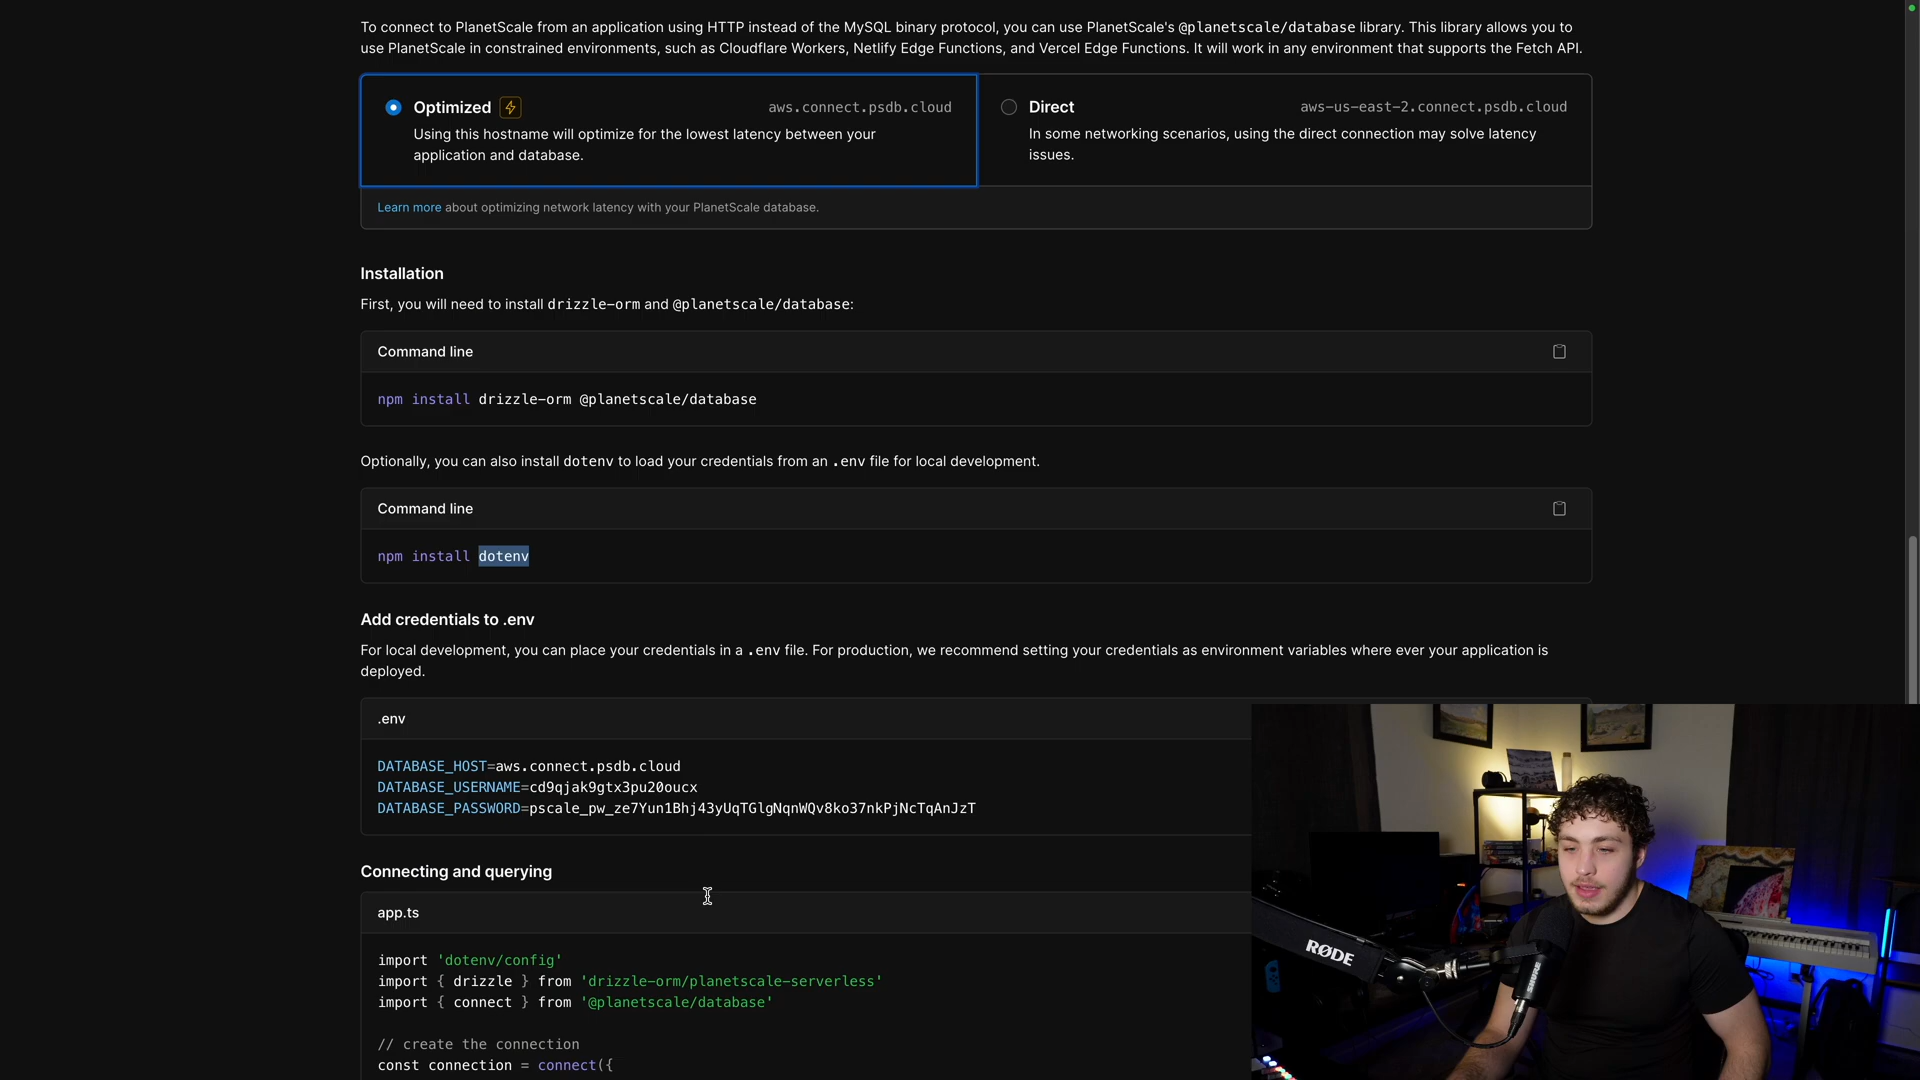 To connect to PlanetScale from an application using HTTP instead of the MySQL binary protocol, you can use PlanetScale's @planetscale/database library. This library allows you to
use PlanetScale in constrained environments, such as Cloudflare Workers, Netlify Edge Functions, and Vercel Edge Functions. It will work in any environment that supports the Fetch API.
Optimized aws.connect.psdb.cloud
Using this hostname will optimize for the lowest latency between your
application and database.
Direct aws-us-east-2.connect.psdb.cloud
In some networking scenarios, using the direct connection may solve latency
issues.
Learn more about optimizing network latency with your PlanetScale database.
Installation
First, you will need to install drizzle-orm and @planetscale/database:
Command line
npm install drizzle-orm @planetscale/database
Optionally, you can also install dotenv to load your credentials from an .env file for local development.
Command line
npm install dotenv
Add credentials to .env
For local development, you can place your credentials in a .env file. For production, we recommend setting your credentials as environment variables where ever your application is
deployed.
.env
DATABASE_HOST=aws.connect.psdb.cloud
DATABASE_USERNAME=cd9qjak9gtx3pu20oucx
DATABASE_PASSWORD=pscale_pw_ze7Yun1Bhj43yUqTGlgNqnWQv8ko37nkPjNcTqAnJzT
Connecting and querying
app.ts
import 'dotenv/config'
import { drizzle } from 'drizzle-orm/planetscale-serverless'
import { connect } from '@planetscale/database'
// create the connection
const connection = connect({
RØDE
SHURE